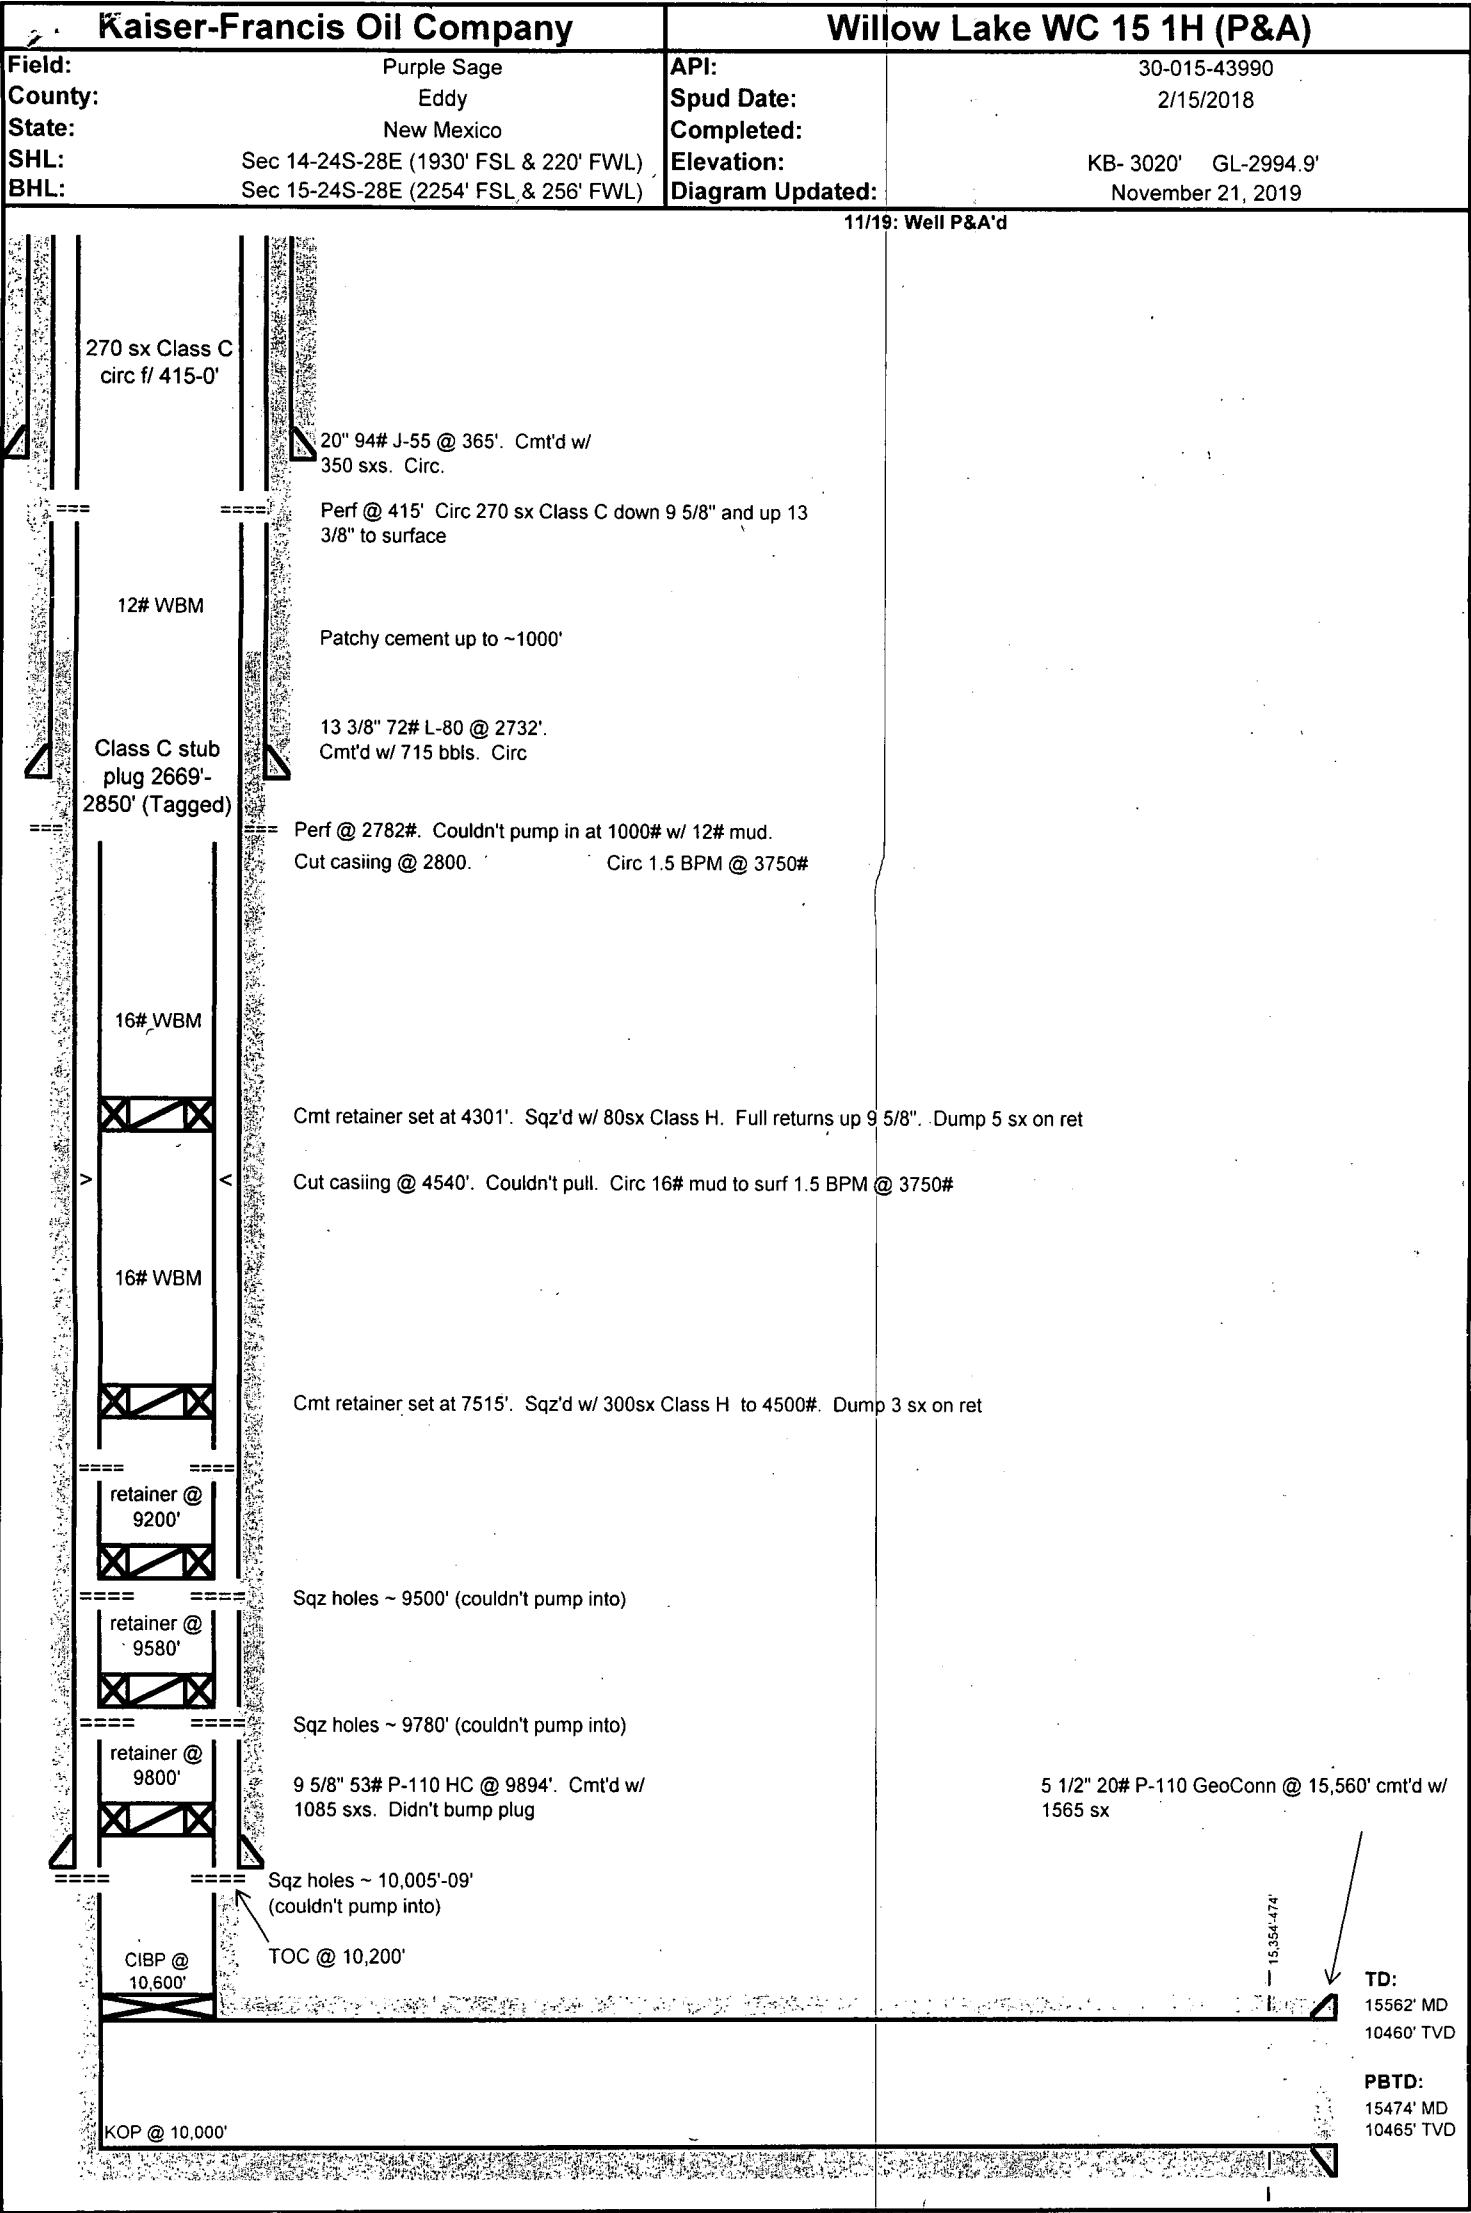 Kaiser-Francis Oil Company
Willow Lake WC 15 1H (P&A)
Field: Purple Sage
County: Eddy
State: New Mexico
SHL: Sec 14-24S-28E (1930' FSL & 220' FWL)
BHL: Sec 15-24S-28E (2254' FSL & 256' FWL)
API: 30-015-43990
Spud Date: 2/15/2018
Completed:
Elevation: KB- 3020' GL-2994.9'
Diagram Updated: November 21, 2019
11/19: Well P&A'd
270 sx Class C
circ f/ 415-0'
20" 94# J-55 @ 365'. Cmt'd w/
350 sxs. Circ.
=== ====
Perf @ 415' Circ 270 sx Class C down 9 5/8" and up 13
3/8" to surface
12# WBM
Patchy cement up to ~1000'
13 3/8" 72# L-80 @ 2732'.
Cmt'd w/ 715 bbls. Circ
Class C stub
plug 2669'-
2850' (Tagged)
=== ===
Perf @ 2782#. Couldn't pump in at 1000# w/ 12# mud.
Cut casiing @ 2800. Circ 1.5 BPM @ 3750#
16# WBM
Cmt retainer set at 4301'. Sqz'd w/ 80sx Class H. Full returns up 9 5/8". Dump 5 sx on ret
> <
Cut casiing @ 4540'. Couldn't pull. Circ 16# mud to surf 1.5 BPM @ 3750#
16# WBM
Cmt retainer set at 7515'. Sqz'd w/ 300sx Class H to 4500#. Dump 3 sx on ret
==== ====
retainer @
9200'
==== ====
Sqz holes ~ 9500' (couldn't pump into)
retainer @
9580'
==== ====
Sqz holes ~ 9780' (couldn't pump into)
retainer @
9800'
9 5/8" 53# P-110 HC @ 9894'. Cmt'd w/
1085 sxs. Didn't bump plug
5 1/2" 20# P-110 GeoConn @ 15,560' cmt'd w/
1565 sx
==== ====
Sqz holes ~ 10,005'-09'
(couldn't pump into)
TOC @ 10,200'
CIBP @
10,600'
15,354'-474'
TD:
15562' MD
10460' TVD
PBTD:
15474' MD
10465' TVD
KOP @ 10,000'